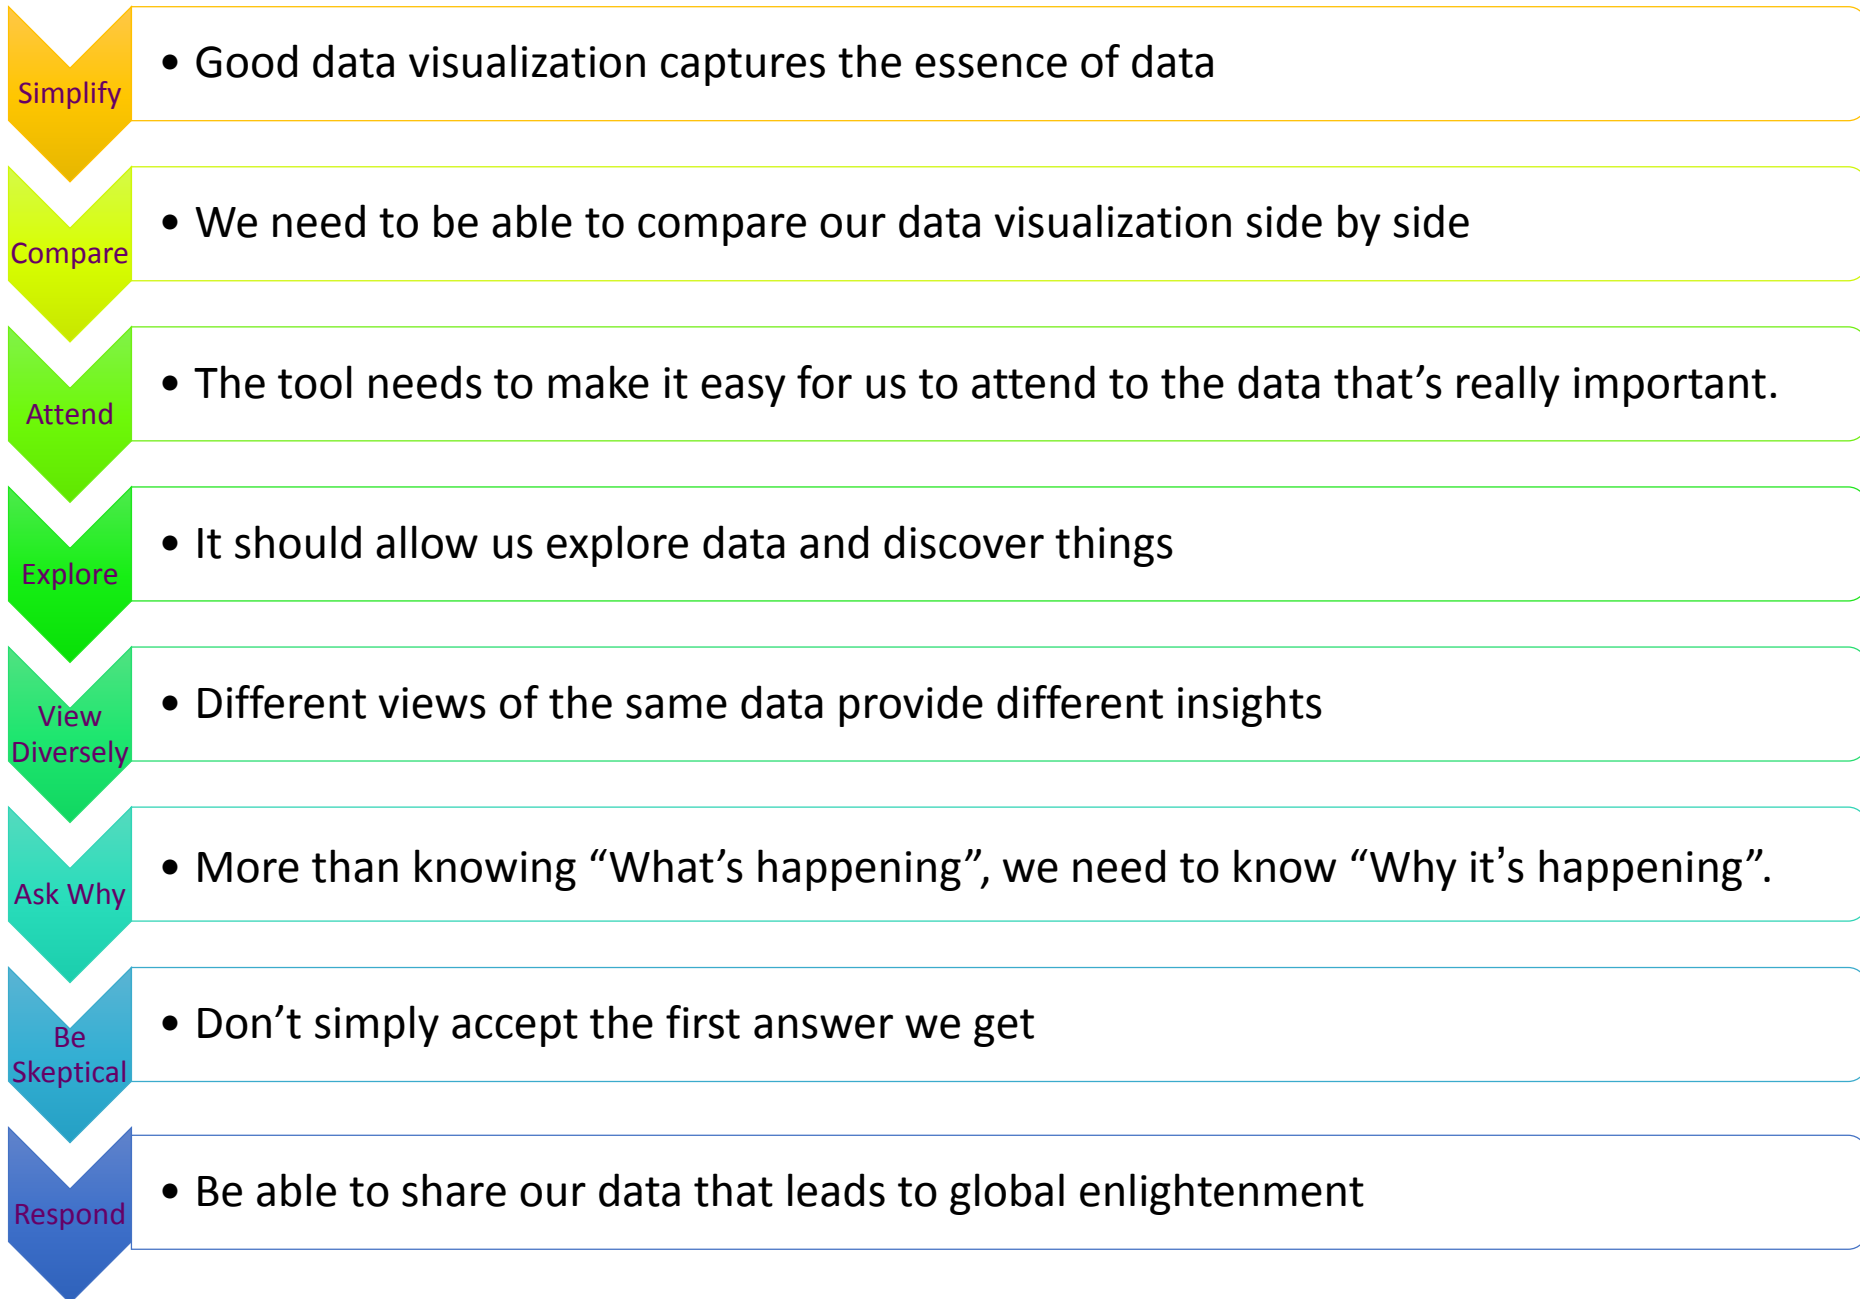 Simplify
• Good data visualization captures the essence of data
Compare
• We need to be able to compare our data visualization side by side
Attend
• The tool needs to make it easy for us to attend to the data that’s really important.
Explore
• It should allow us explore data and discover things
View
Diversely
• Different views of the same data provide different insights
Ask Why
• More than knowing “What’s happening”, we need to know “Why it’s happening”.
Be
Skeptical
• Don’t simply accept the first answer we get
Respond
• Be able to share our data that leads to global enlightenment